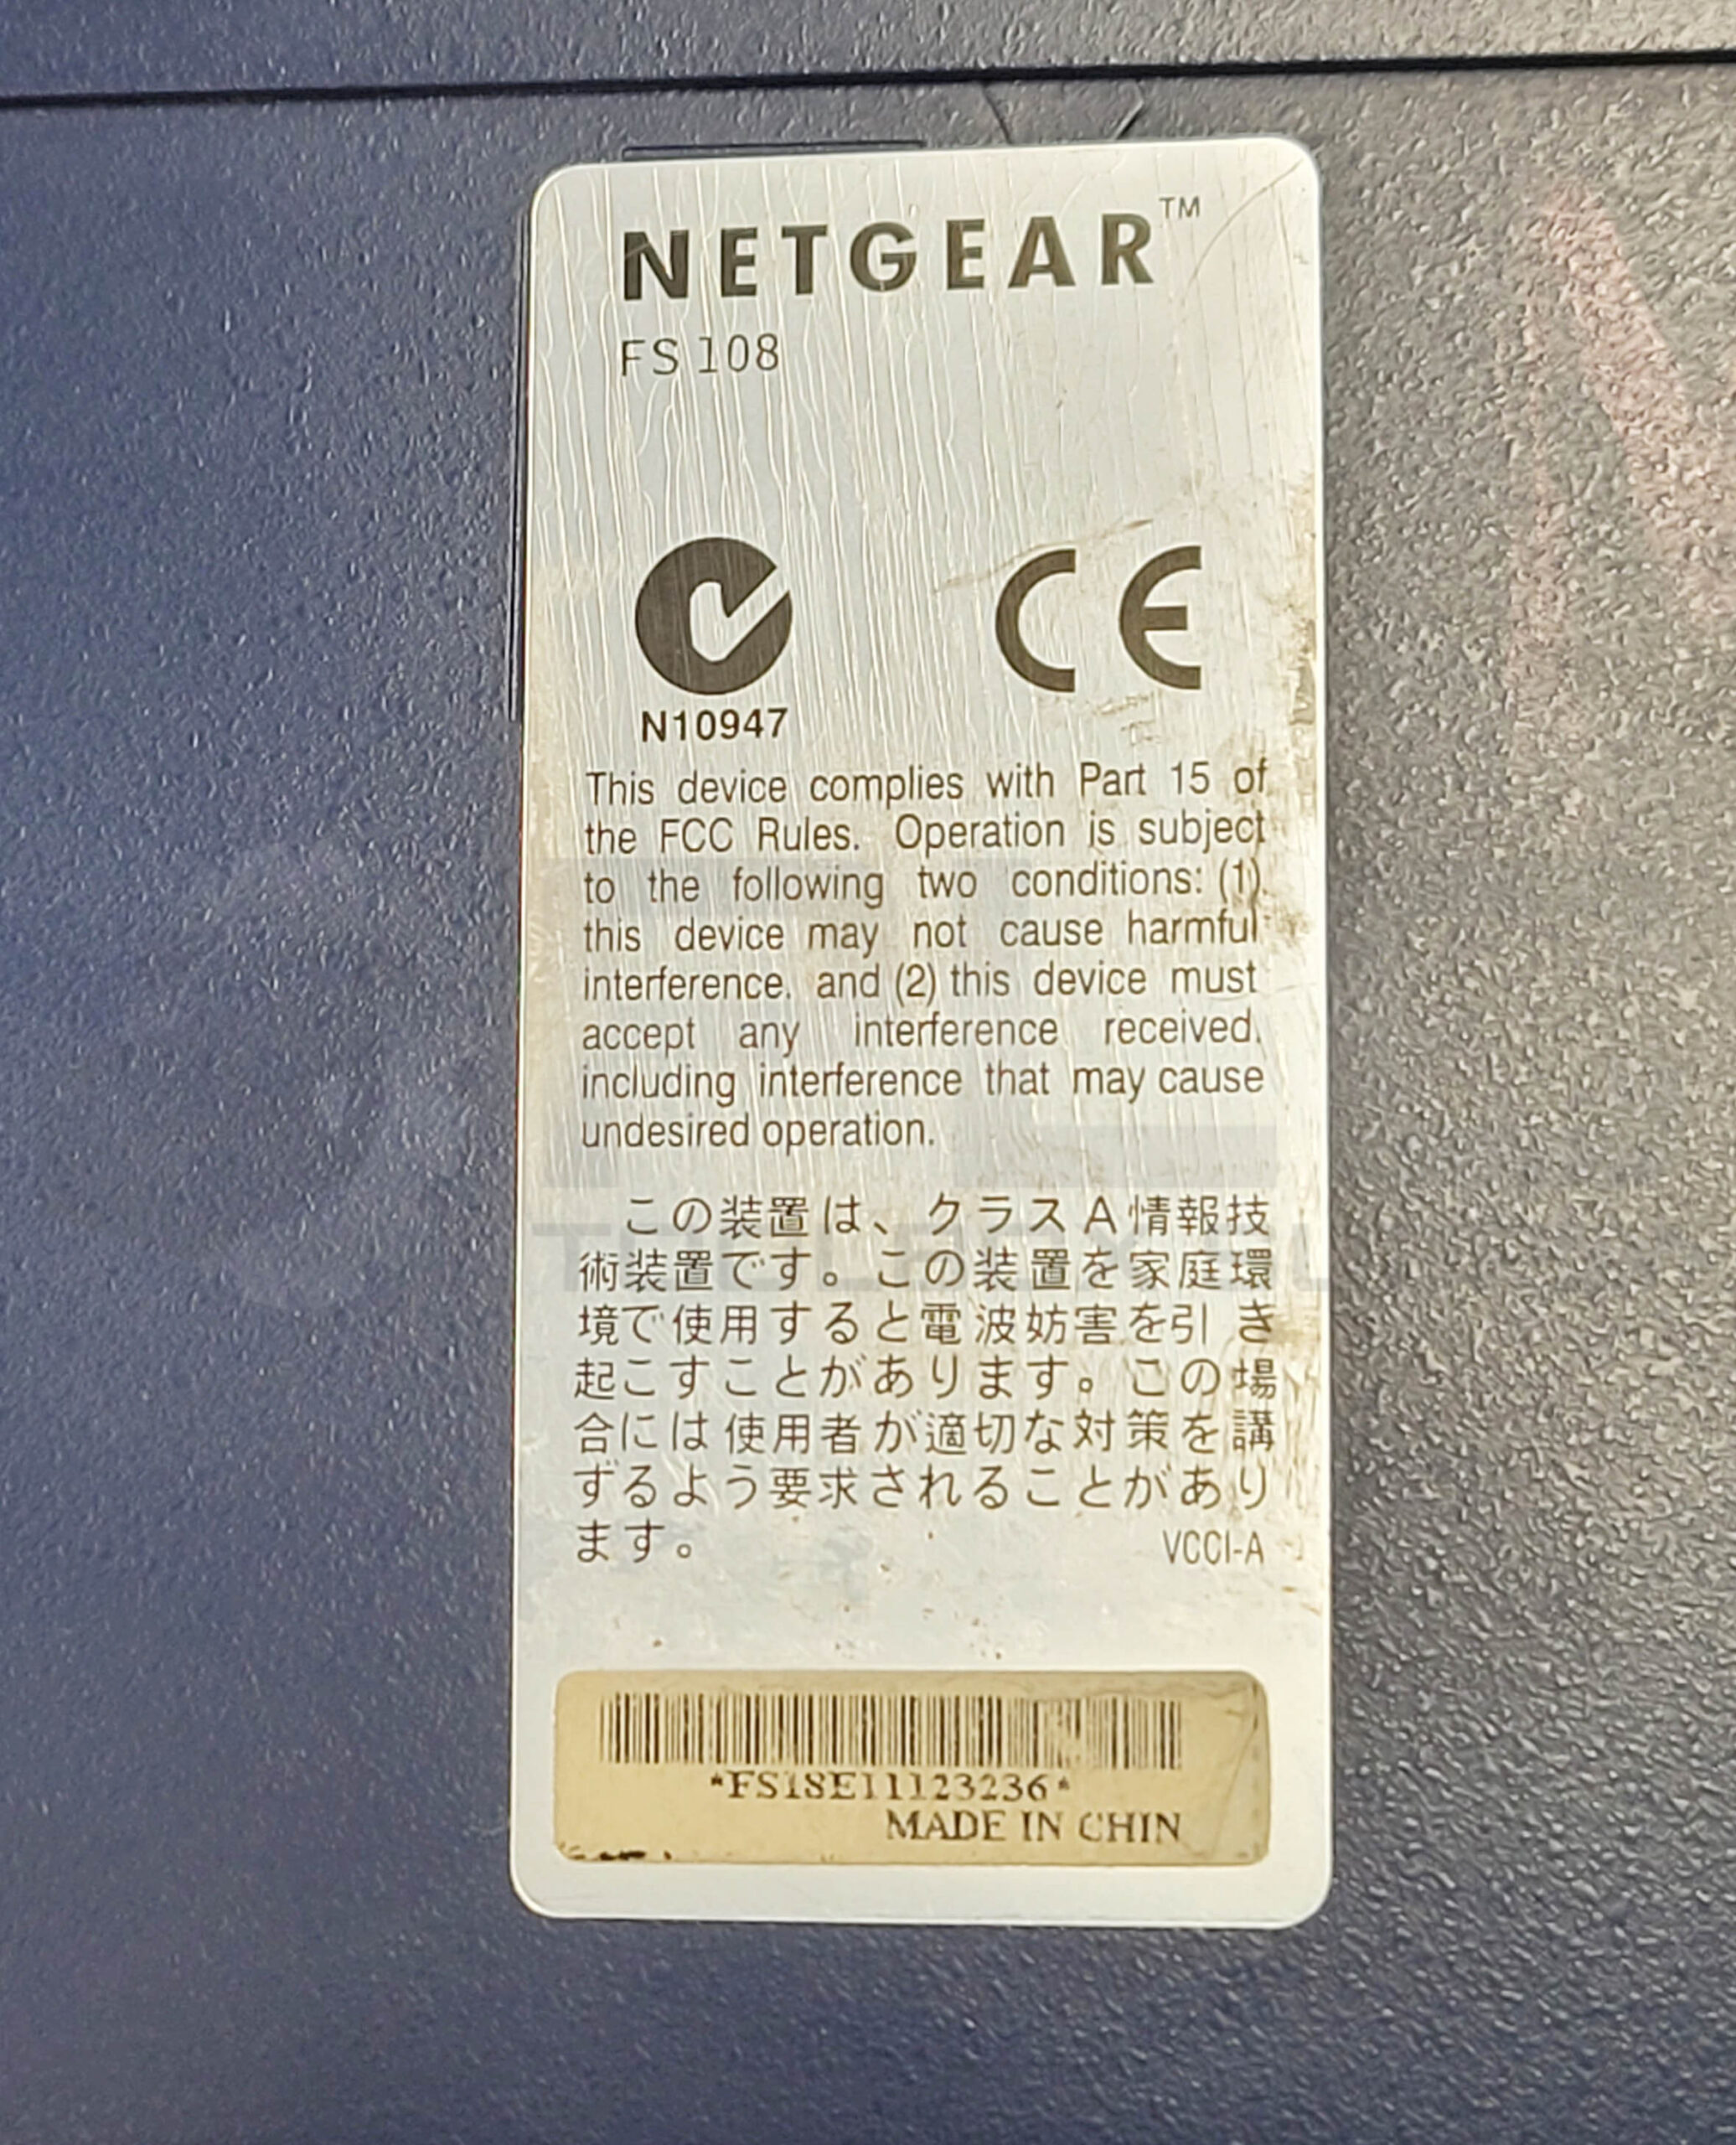 NETGEAR™
FS108
N10947
This device complies with Part 15 of
the FCC Rules. Operation is subject
to the following two conditions: (1)
this device may not cause harmful
interference. and (2) this device must
accept any interference received.
including interference that may cause
undesired operation.
この装置は、クラスA情報技
術装置です。この装置を家庭環
境で使用すると電波妨害を引き
起こすことがあります。この場
合には使用者が適切な対策を講
ずるよう要求されることがあり
ます。 VCCI-A
*FS18E11123236*
MADE IN CHIN